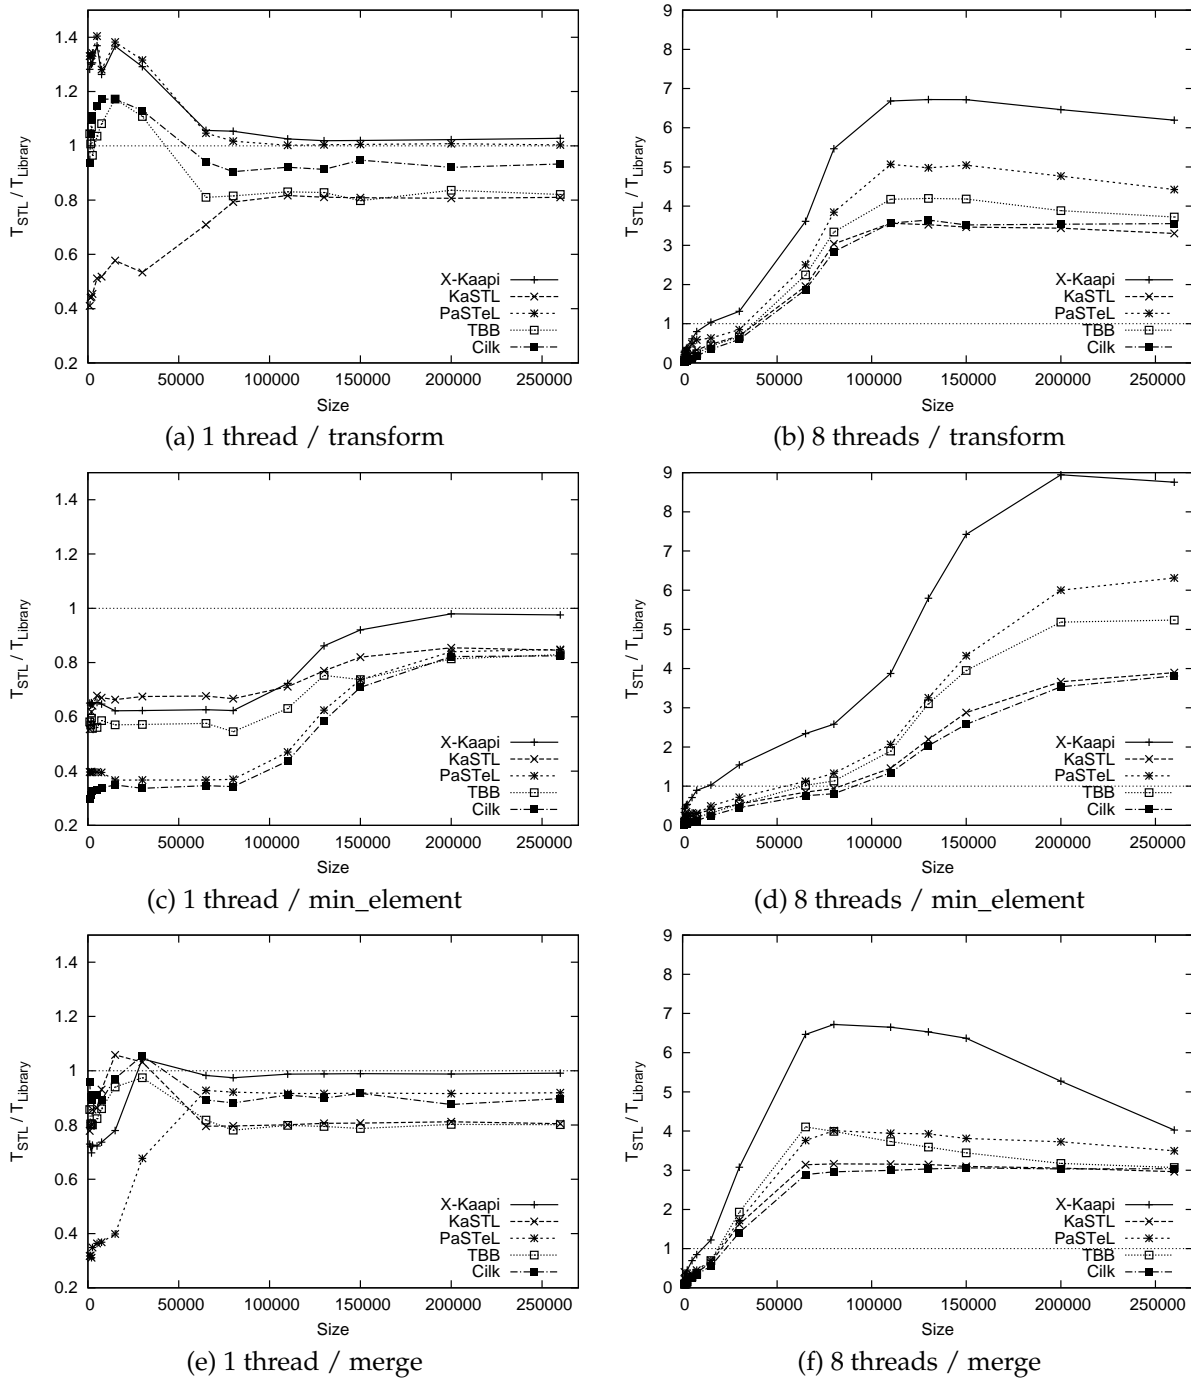 1.4
1.2
1
0.8
0.6
0.4
0.2
T_STL / T_Library
X-Kaapi
KaSTL
PaSTeL
TBB
Cilk
0 50000 100000 150000 200000 250000
Size
(a) 1 thread / transform
9
8
7
6
5
4
3
2
1
0
T_STL / T_Library
X-Kaapi
KaSTL
PaSTeL
TBB
Cilk
0 50000 100000 150000 200000 250000
Size
(b) 8 threads / transform
1.4
1.2
1
0.8
0.6
0.4
0.2
T_STL / T_Library
X-Kaapi
KaSTL
PaSTeL
TBB
Cilk
0 50000 100000 150000 200000 250000
Size
(c) 1 thread / min_element
9
8
7
6
5
4
3
2
1
0
T_STL / T_Library
X-Kaapi
KaSTL
PaSTeL
TBB
Cilk
0 50000 100000 150000 200000 250000
Size
(d) 8 threads / min_element
1.4
1.2
1
0.8
0.6
0.4
0.2
T_STL / T_Library
X-Kaapi
KaSTL
PaSTeL
TBB
Cilk
0 50000 100000 150000 200000 250000
Size
(e) 1 thread / merge
9
8
7
6
5
4
3
2
1
0
T_STL / T_Library
X-Kaapi
KaSTL
PaSTeL
TBB
Cilk
0 50000 100000 150000 200000 250000
Size
(f) 8 threads / merge